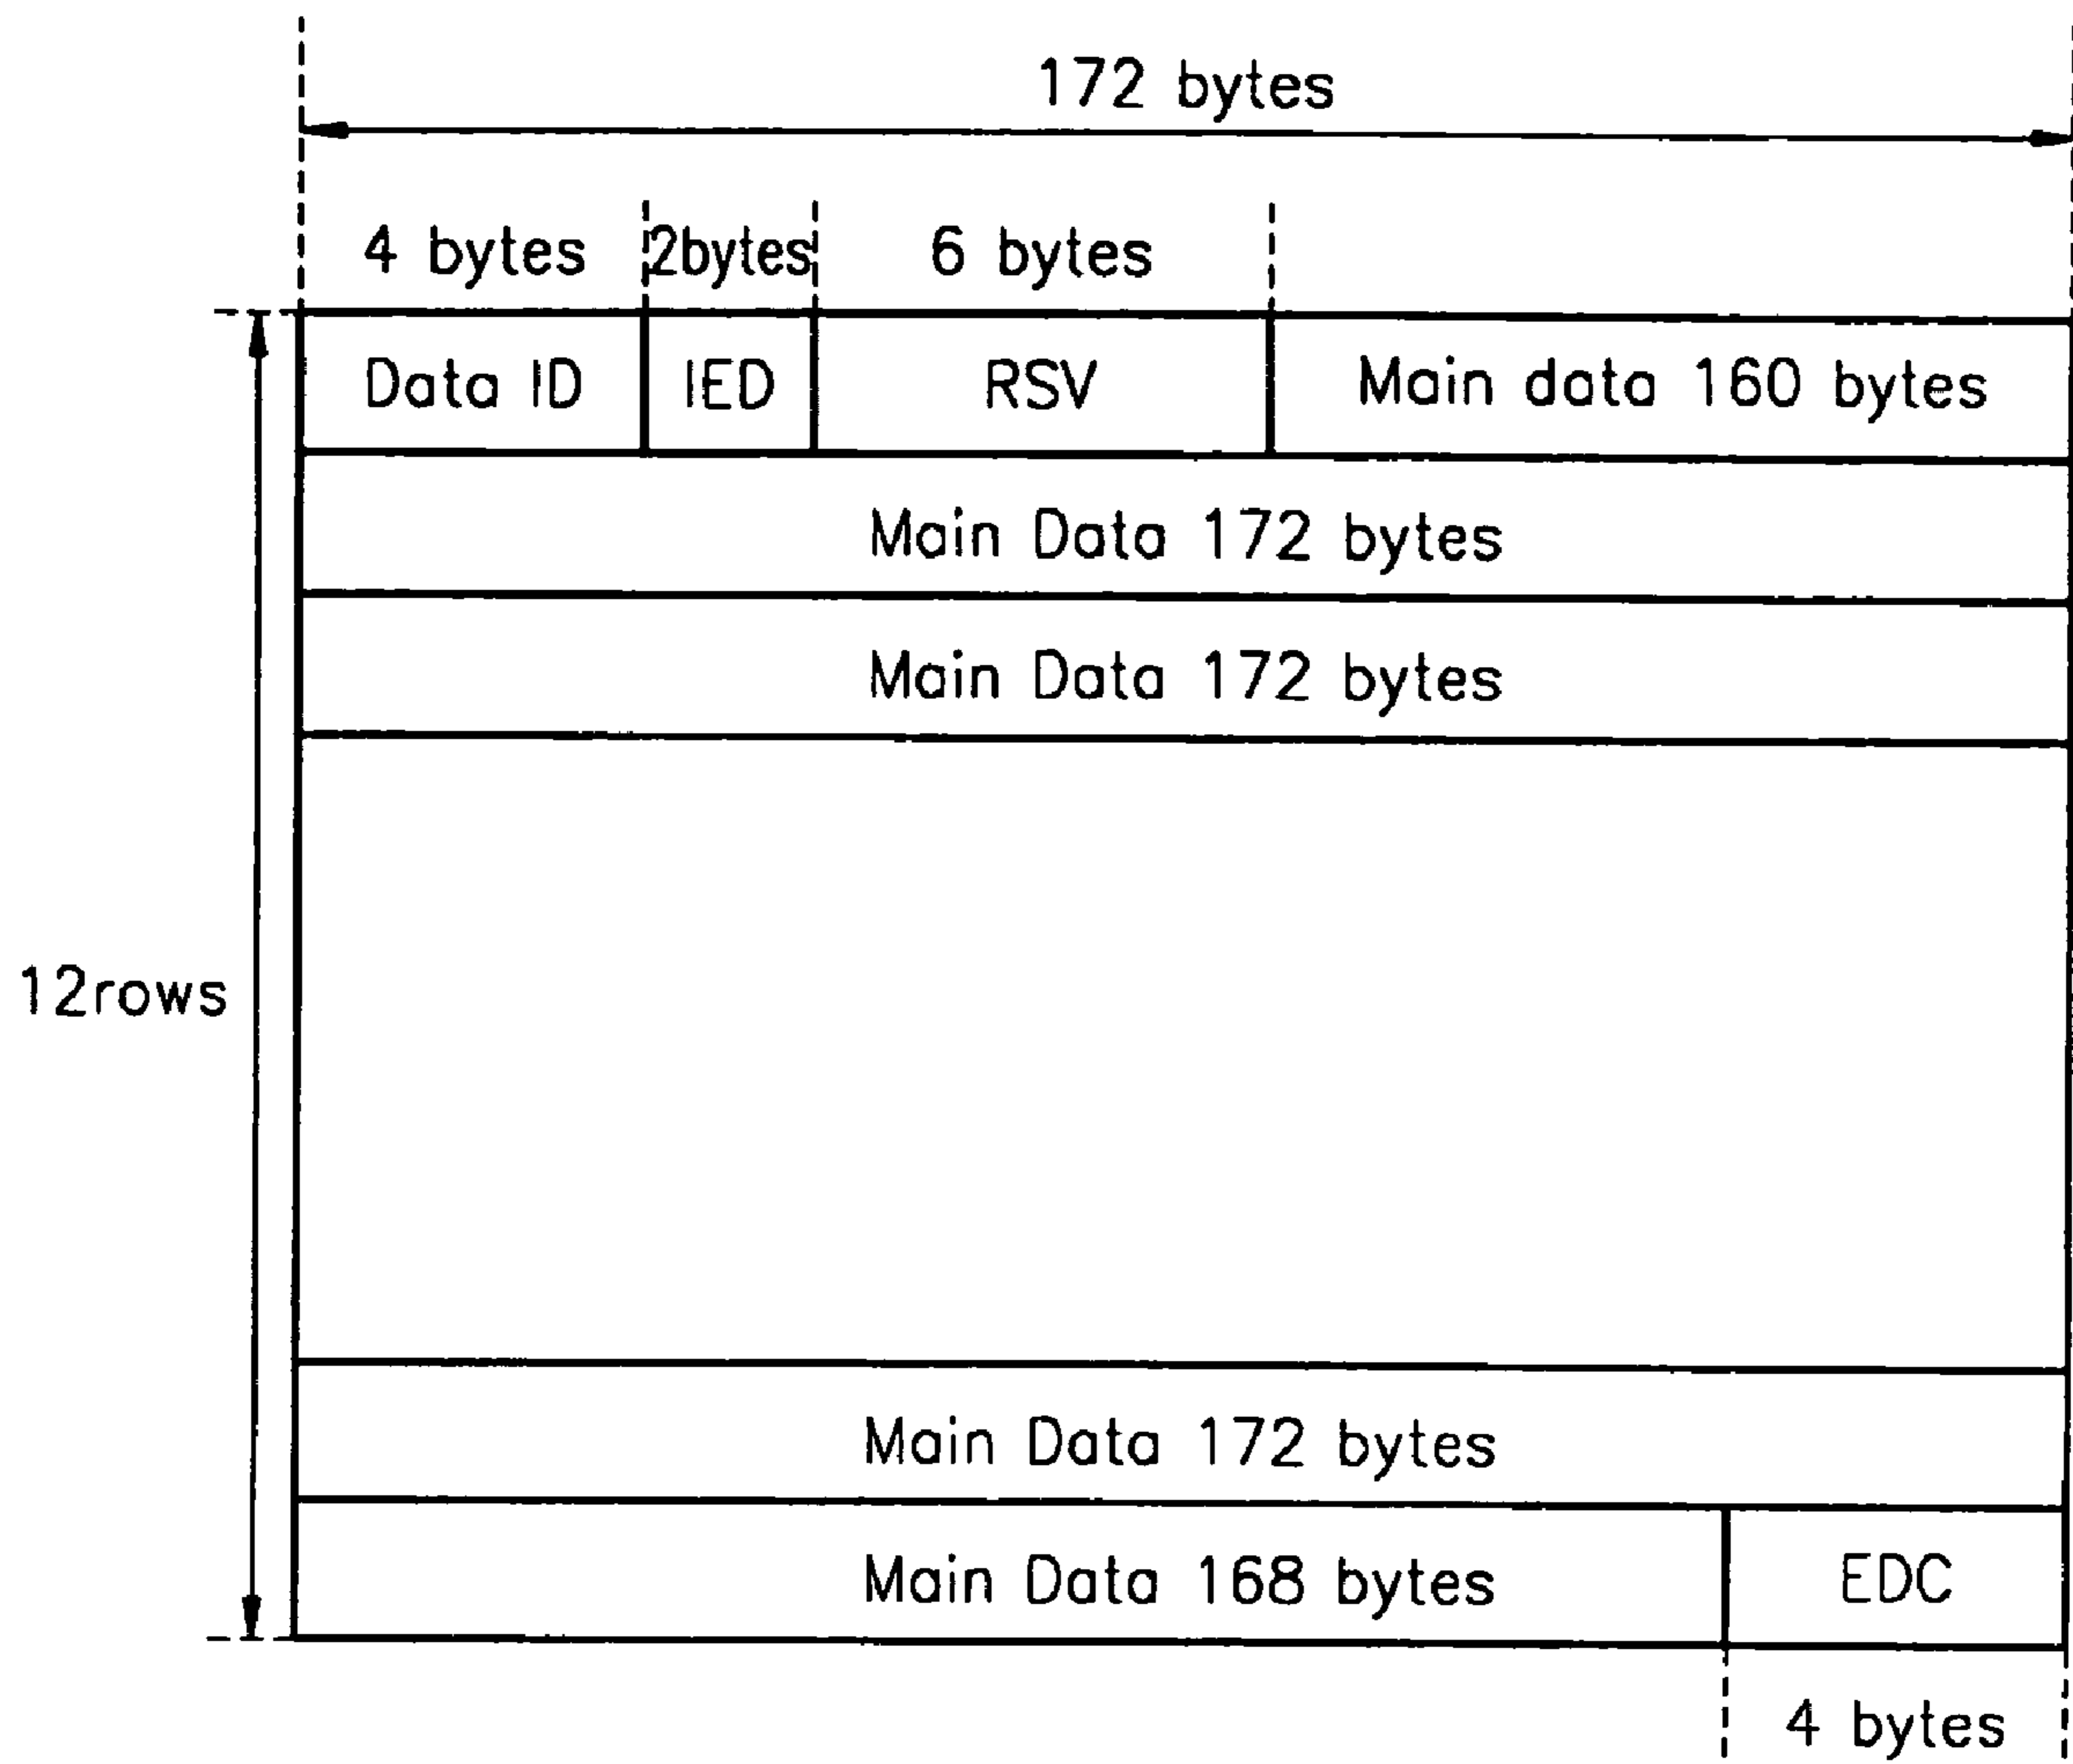 172 bytes
4 bytes 2bytes 6 bytes
Data ID IED RSV Main data 160 bytes
Main Data 172 bytes
Main Data 172 bytes
12rows
Main Data 172 bytes
Main Data 168 bytes EDC
4 bytes